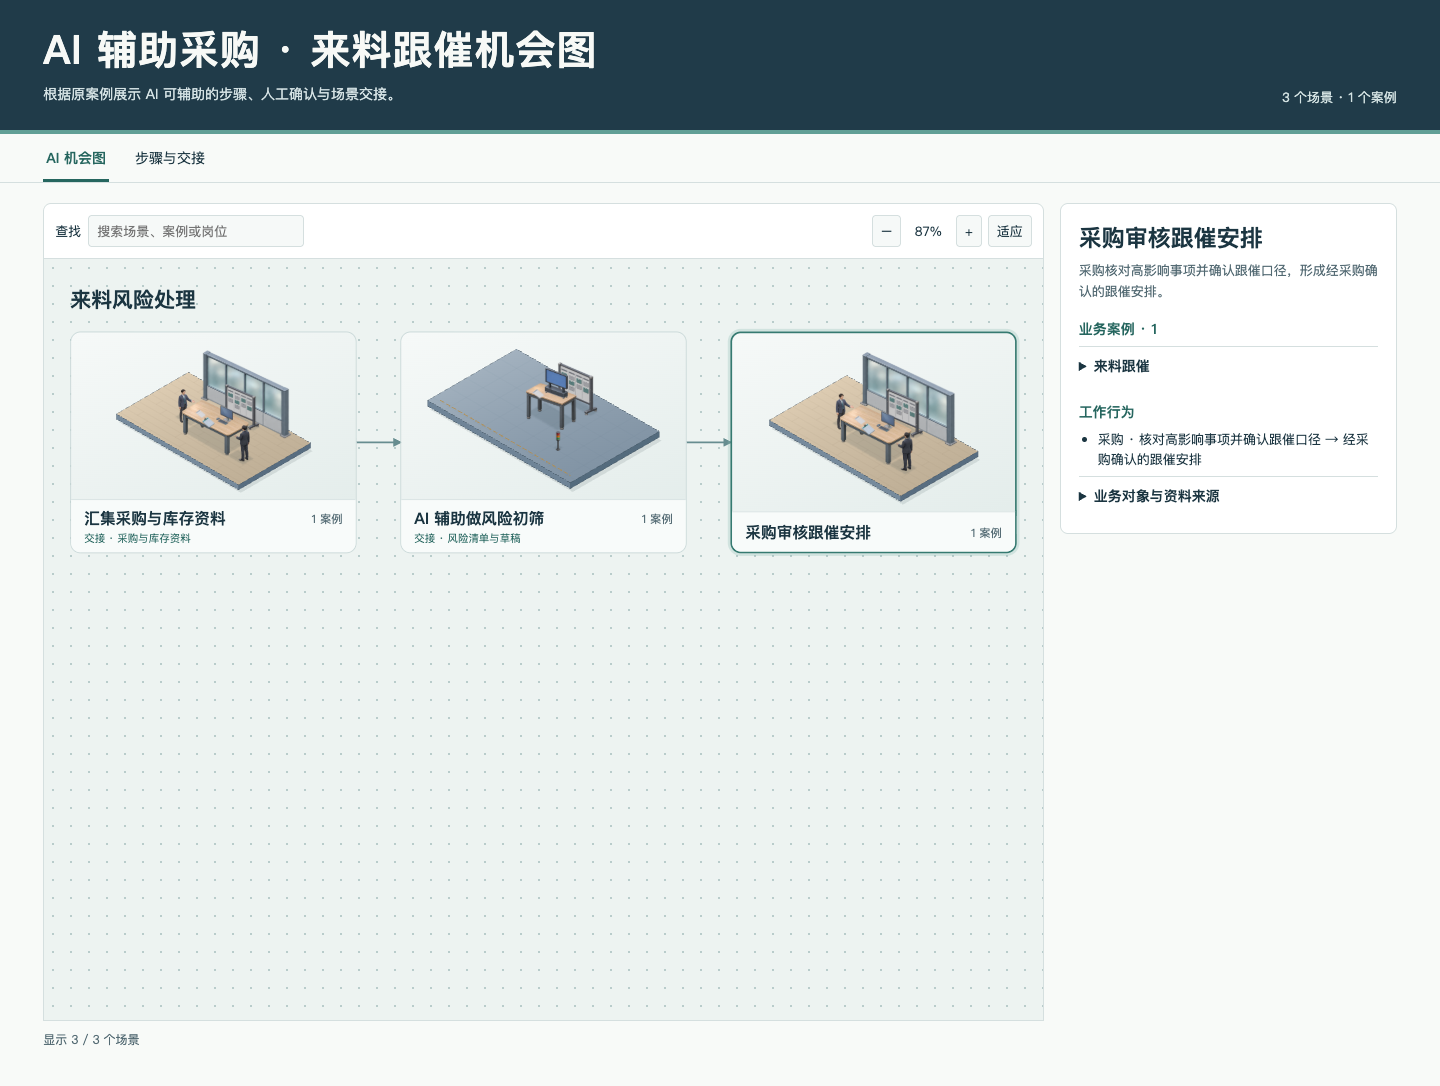 AI 辅助采购 · 来料跟催机会图
根据原案例展示 AI 可辅助的步骤、人工确认与场景交接。
3 个场景 · 1 个案例
AI 机会图
步骤与交接
查找
搜索场景、案例或岗位
－
87%
+
适应
来料风险处理
汇集采购与库存资料
1 案例
交接 · 采购与库存资料
AI 辅助做风险初筛
1 案例
交接 · 风险清单与草稿
采购审核跟催安排
1 案例
显示 3 / 3 个场景
采购审核跟催安排
采购核对高影响事项并确认跟催口径，形成经采购确
认的跟催安排。
业务案例 · 1
▶ 来料跟催
工作行为
• 采购 · 核对高影响事项并确认跟催口径 → 经采
购确认的跟催安排
▶ 业务对象与资料来源